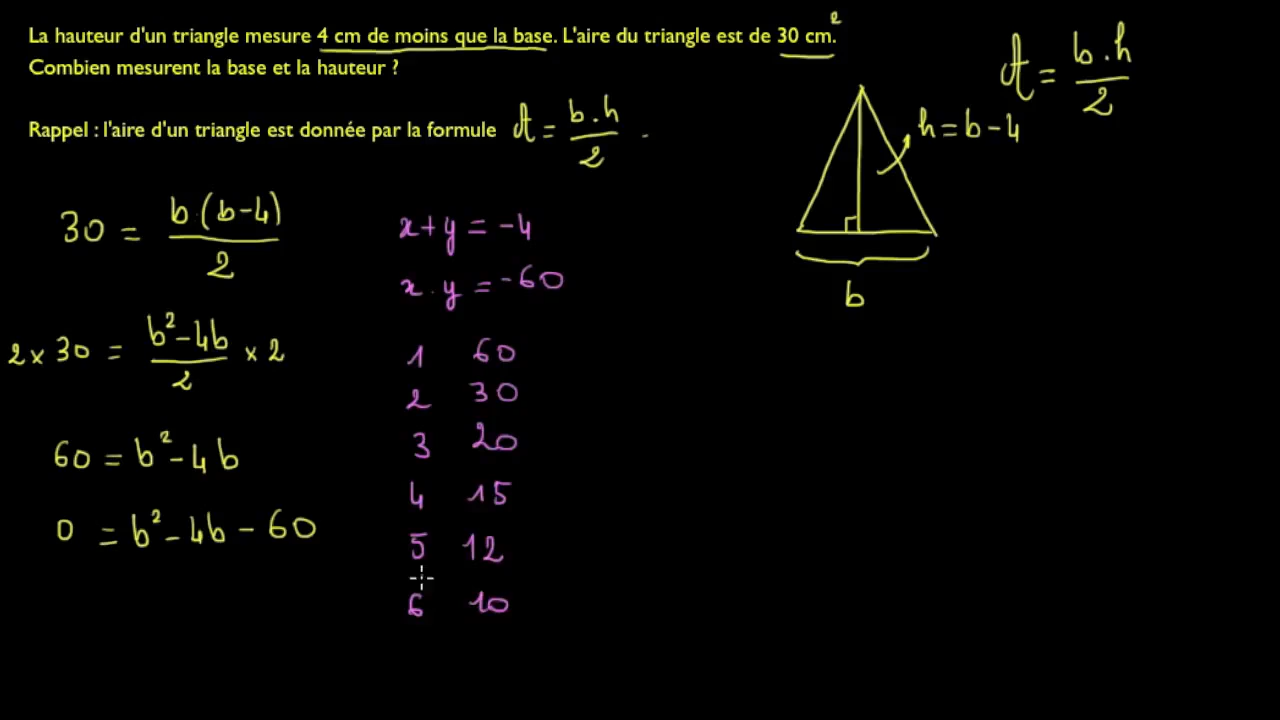 La hauteur d'un triangle mesure 4 cm de moins que la base. L'aire du triangle est de 30 cm².
Combien mesurent la base et la hauteur ?
Rappel : l'aire d'un triangle est donnée par la formule A = b.h / 2
A = b.h / 2
h = b - 4
b
30 = b.(b-4) / 2
2 × 30 = b² - 4b / 2 × 2
60 = b² - 4b
0 = b² - 4b - 60
x + y = -4
x . y = -60
1 60
2 30
3 20
4 15
5 12
6 10